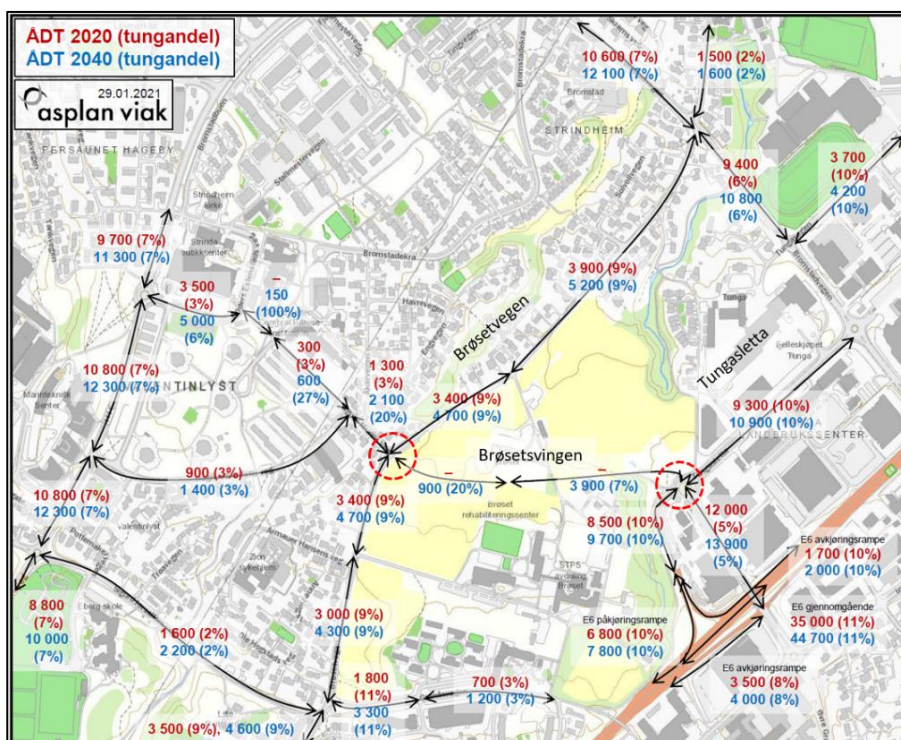 ÅDT 2020 (tungandel)
ÅDT 2040 (tungandel)
29.01.2021
asplan viak
PERSAUNET HAGEBY
STRINDHEIM
Bromstad
10 600 (7%)
12 100 (7%)
1 500 (2%)
1 600 (2%)
9 400
(6%)
10 800
(6%)
3 700
(10%)
4 200
(10%)
9 700 (7%)
11 300 (7%)
3 500
(3%)
5 000
(6%)
–
150
(100%)
3 900 (9%)
5 200 (9%)
Bromstadekra
Brøsetvegen
Tunga
Tungasletta
300
(3%)
600
(27%)
1 300
(3%)
2 100
(20%)
10 800 (7%)
12 300 (7%)
TINLYST
3 400 (9%)
4 700 (9%)
9 300 (10%)
10 900 (10%)
Brøsetsvingen
900 (3%)
1 400 (3%)
–
900 (20%)
–
3 900 (7%)
10 800 (7%)
12 300 (7%)
3 400 (9%)
4 700 (9%)
Brøset
rehabiliteringssenter
8 500 (10%)
9 700 (10%)
12 000
(5%)
13 900
(5%)
E6 avkjøringsrampe
1 700 (10%)
2 000 (10%)
E6 gjennomgående
35 000 (11%)
44 700 (11%)
E6 påkjøringsrampe
6 800 (10%)
7 800 (10%)
E6 avkjøringsrampe
3 500 (8%)
4 000 (8%)
8 800
(7%)
10 000
(7%)
Eberg skole
1 600 (2%)
2 200 (2%)
3 000 (9%)
4 300 (9%)
1 800
(11%)
3 300
(11%)
700 (3%)
1 200 (3%)
3 500 (9%), 4 600 (9%)